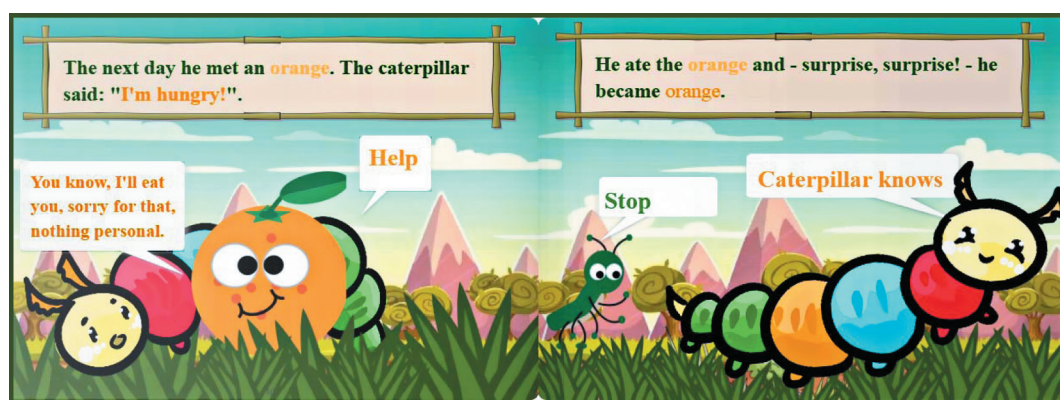 The next day he met an orange. The caterpillar
said: "I'm hungry!".
Help
You know, I'll eat
you, sorry for that,
nothing personal.
He ate the orange and - surprise, surprise! - he
became orange.
Stop
Caterpillar knows